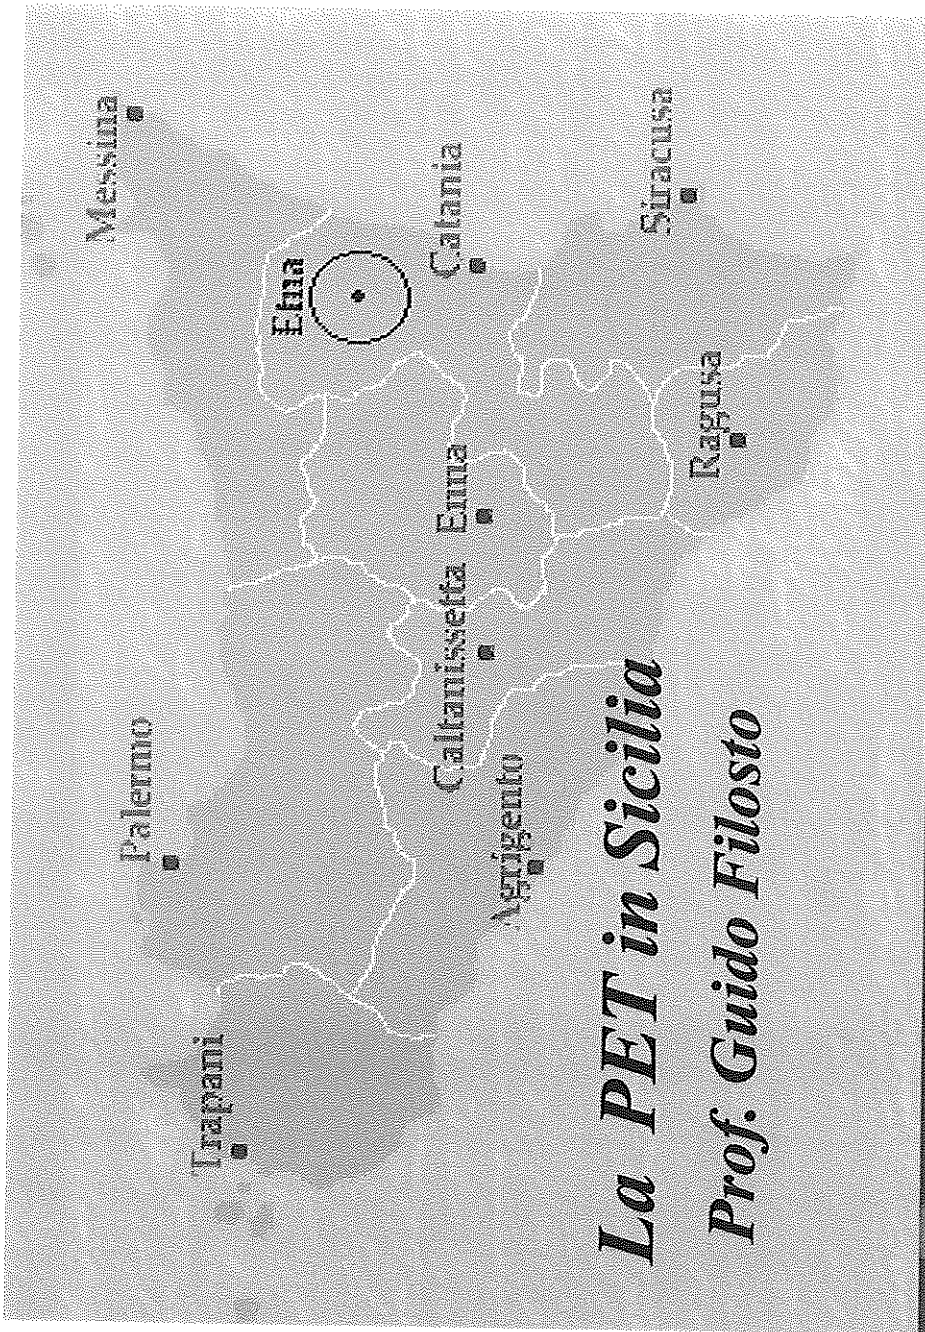 Messina
Palermo
Trapani
Etna
Catania
Caltanissetta
Enna
Agrigento
Siracusa
Ragusa
La PET in Sicilia
Prof. Guido Filosto